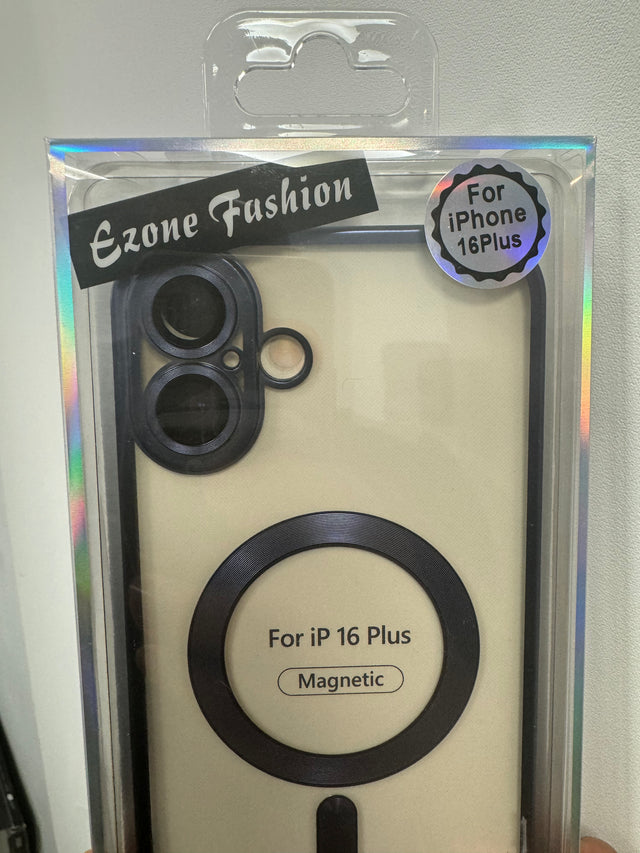 Ezone Fashion
For
iPhone
16Plus
For iP 16 Plus
Magnetic